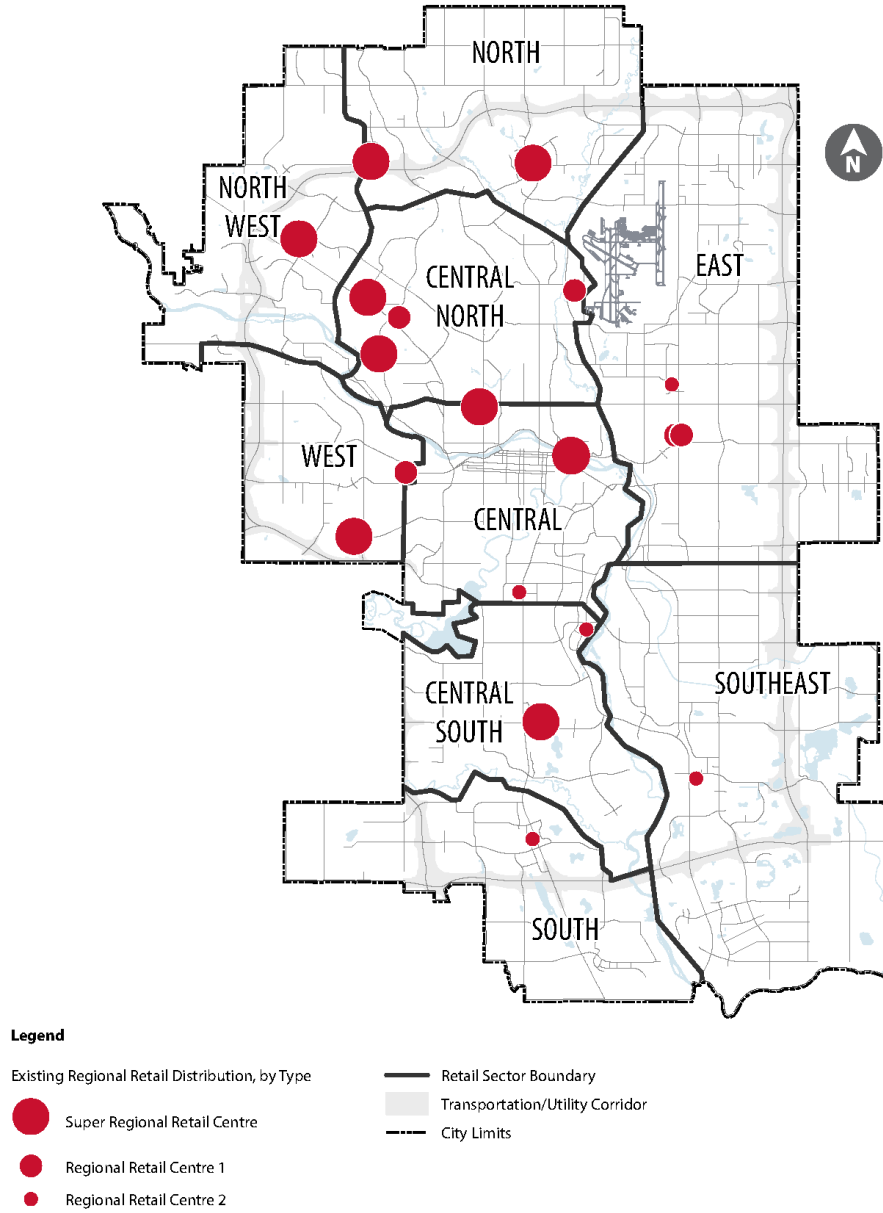 NORTH
N
NORTH
WEST
EAST
CENTRAL
NORTH
WEST
CENTRAL
SOUTHEAST
CENTRAL
SOUTH
SOUTH
Legend
Existing Regional Retail Distribution, by Type
Super Regional Retail Centre
Regional Retail Centre 1
Regional Retail Centre 2
Retail Sector Boundary
Transportation/Utility Corridor
City Limits